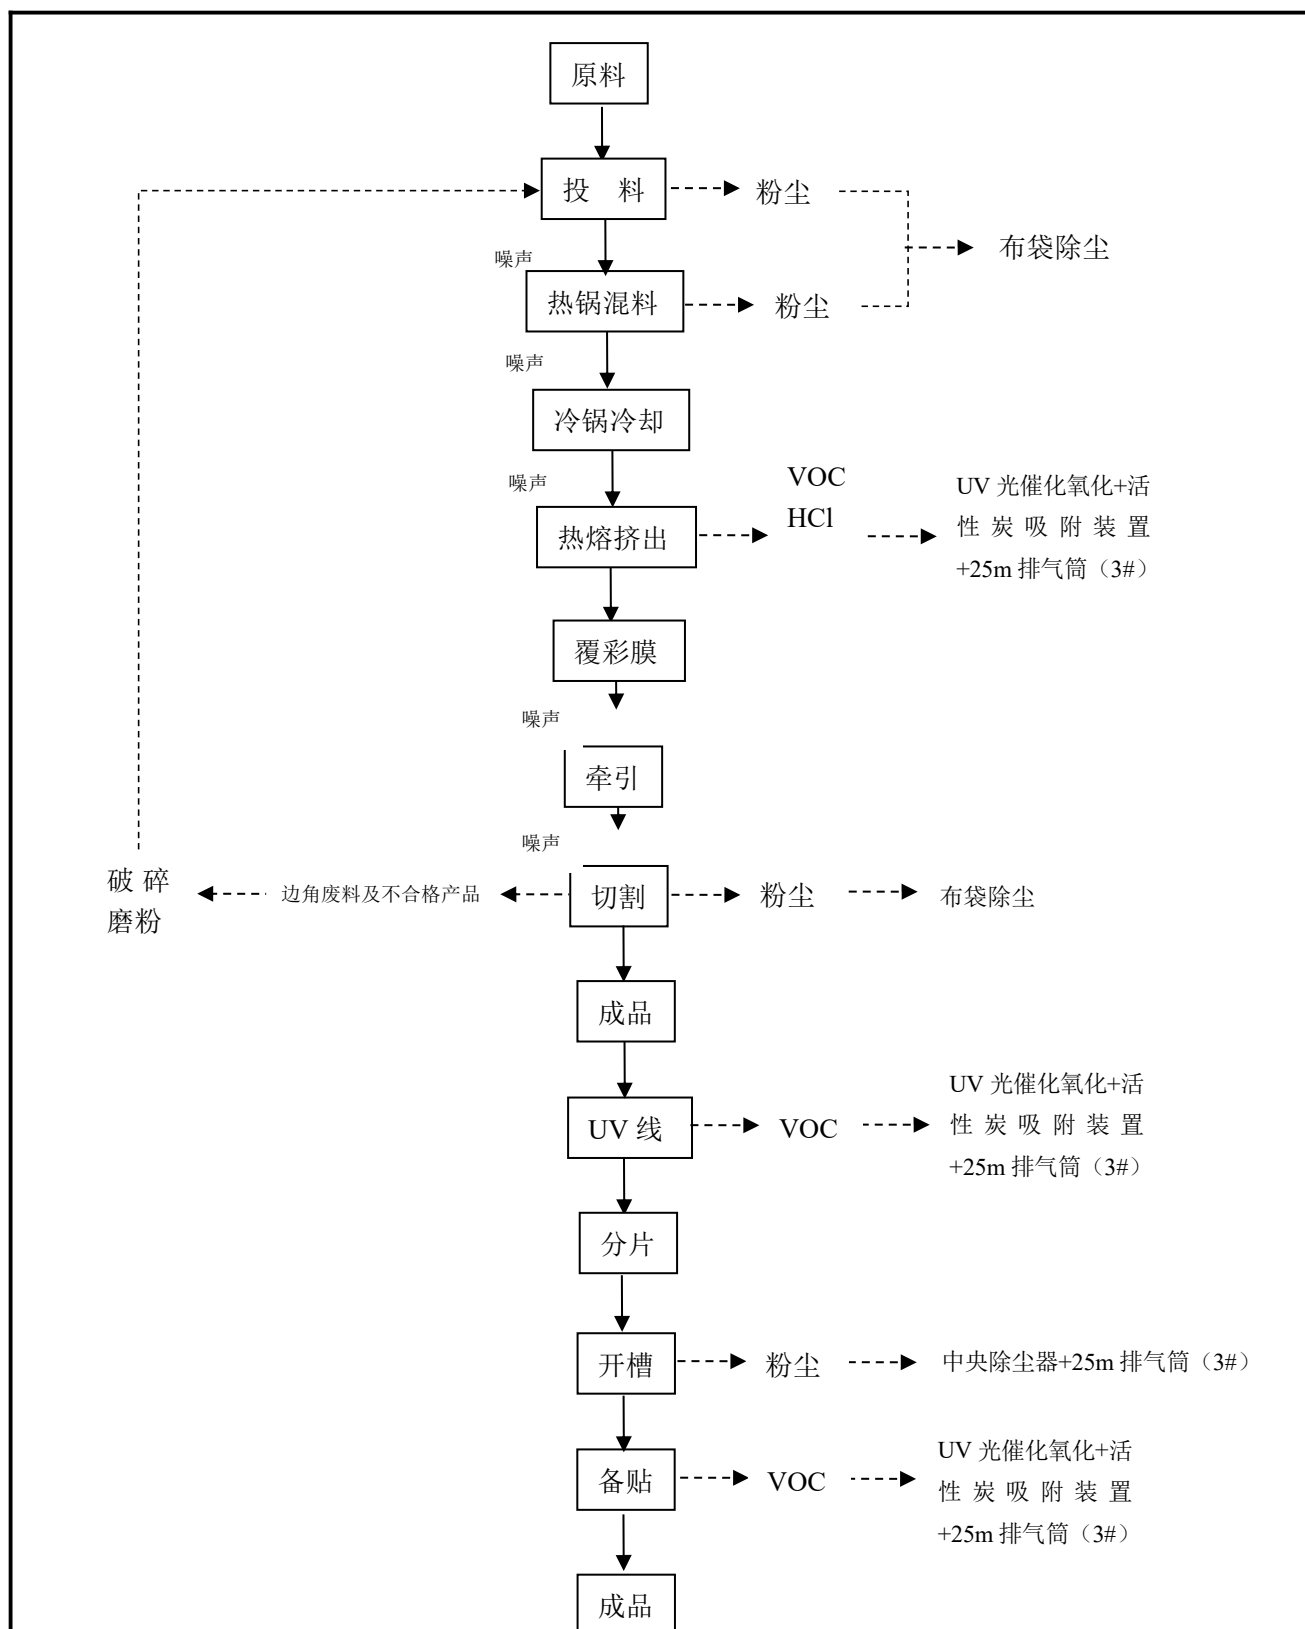 原料
投 料
粉尘
布袋除尘
噪声
热锅混料
粉尘
噪声
冷锅冷却
噪声
热熔挤出
VOC
HCl
UV 光催化氧化+活
性炭吸附装置
+25m 排气筒（3#）
覆彩膜
噪声
牵引
噪声
破碎
磨粉
边角废料及不合格产品
切割
粉尘
布袋除尘
成品
UV 线
VOC
UV 光催化氧化+活
性炭吸附装置
+25m 排气筒（3#）
分片
开槽
粉尘
中央除尘器+25m 排气筒（3#）
备贴
VOC
UV 光催化氧化+活
性炭吸附装置
+25m 排气筒（3#）
成品